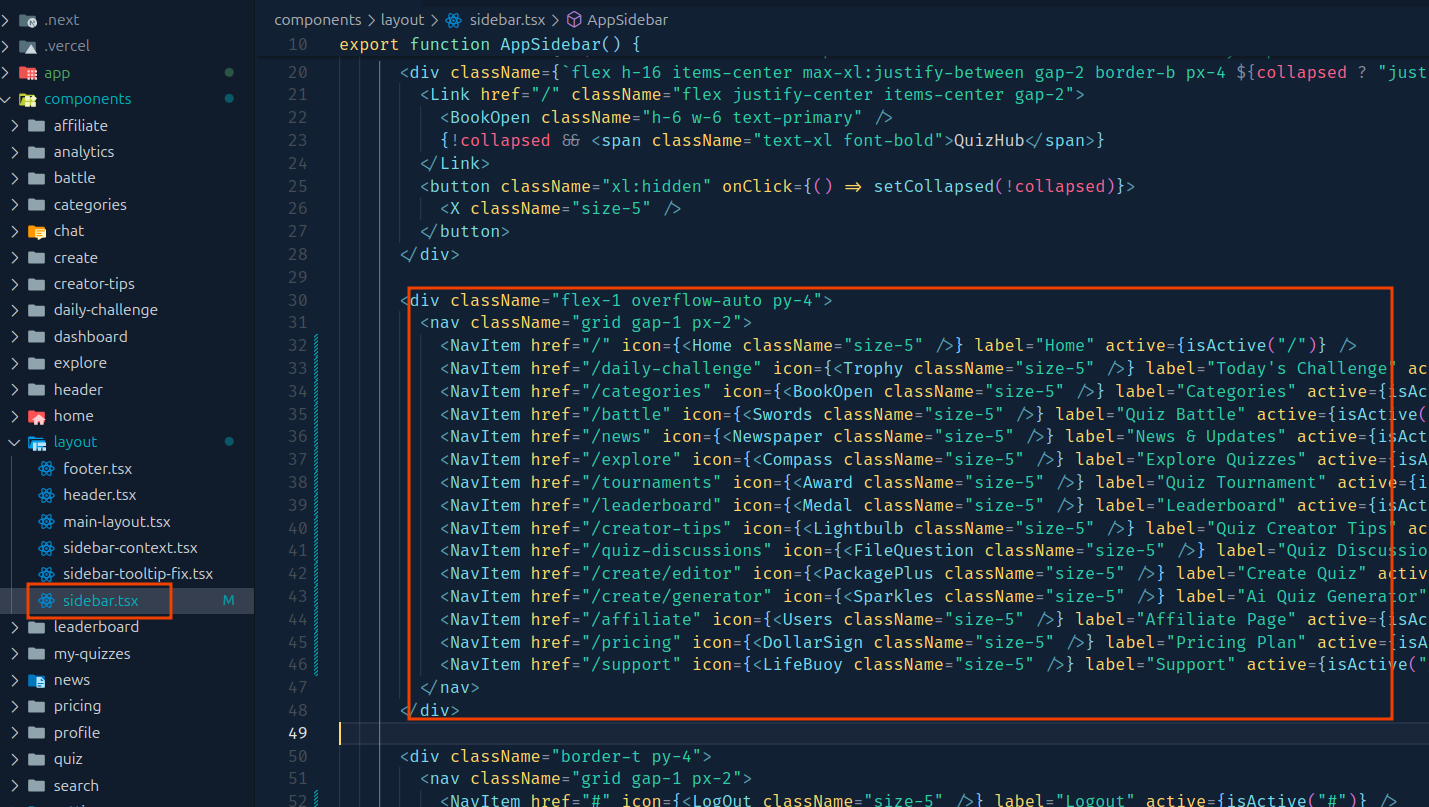 .next
.vercel
app
components
affiliate
analytics
battle
categories
chat
create
creator-tips
daily-challenge
dashboard
explore
header
home
layout
footer.tsx
header.tsx
main-layout.tsx
sidebar-context.tsx
sidebar-tooltip-fix.tsx
sidebar.tsx M
leaderboard
my-quizzes
news
pricing
profile
quiz
search
components > layout > sidebar.tsx > AppSidebar
10 export function AppSidebar() {
20 <div className={`flex h-16 items-center max-xl:justify-between gap-2 border-b px-4 ${collapsed ? "just
21 <Link href="/" className="flex justify-center items-center gap-2">
22 <BookOpen className="h-6 w-6 text-primary" />
23 {!collapsed && <span className="text-xl font-bold">QuizHub</span>}
24 </Link>
25 <button className="xl:hidden" onClick={() => setCollapsed(!collapsed)}>
26 <X className="size-5" />
27 </button>
28 </div>
29
30 <div className="flex-1 overflow-auto py-4">
31 <nav className="grid gap-1 px-2">
32 <NavItem href="/" icon={<Home className="size-5" />} label="Home" active={isActive("/")} />
33 <NavItem href="/daily-challenge" icon={<Trophy className="size-5" />} label="Today's Challenge" ac
34 <NavItem href="/categories" icon={<BookOpen className="size-5" />} label="Categories" active={isAc
35 <NavItem href="/battle" icon={<Swords className="size-5" />} label="Quiz Battle" active={isActive(
36 <NavItem href="/news" icon={<Newspaper className="size-5" />} label="News & Updates" active={isAct
37 <NavItem href="/explore" icon={<Compass className="size-5" />} label="Explore Quizzes" active={isA
38 <NavItem href="/tournaments" icon={<Award className="size-5" />} label="Quiz Tournament" active={i
39 <NavItem href="/leaderboard" icon={<Medal className="size-5" />} label="Leaderboard" active={isAct
40 <NavItem href="/creator-tips" icon={<Lightbulb className="size-5" />} label="Quiz Creator Tips" ac
41 <NavItem href="/quiz-discussions" icon={<FileQuestion className="size-5" />} label="Quiz Discussio
42 <NavItem href="/create/editor" icon={<PackagePlus className="size-5" />} label="Create Quiz" activ
43 <NavItem href="/create/generator" icon={<Sparkles className="size-5" />} label="Ai Quiz Generator"
44 <NavItem href="/affiliate" icon={<Users className="size-5" />} label="Affiliate Page" active={isAc
45 <NavItem href="/pricing" icon={<DollarSign className="size-5" />} label="Pricing Plan" active={isA
46 <NavItem href="/support" icon={<LifeBuoy className="size-5" />} label="Support" active={isActive("
47 </nav>
48 </div>
49
50 <div className="border-t py-4">
51 <nav className="grid gap-1 px-2">
52 <NavItem href="#" icon={<LogOut className="size-5" />} label="Logout" active={isActive("#")} />